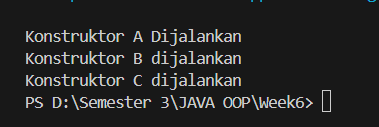 Konstruktor A Dijalankan
Konstruktor B dijalankan
Konstruktor C dijalankan
PS D:\Semester 3\JAVA OOP\Week6>